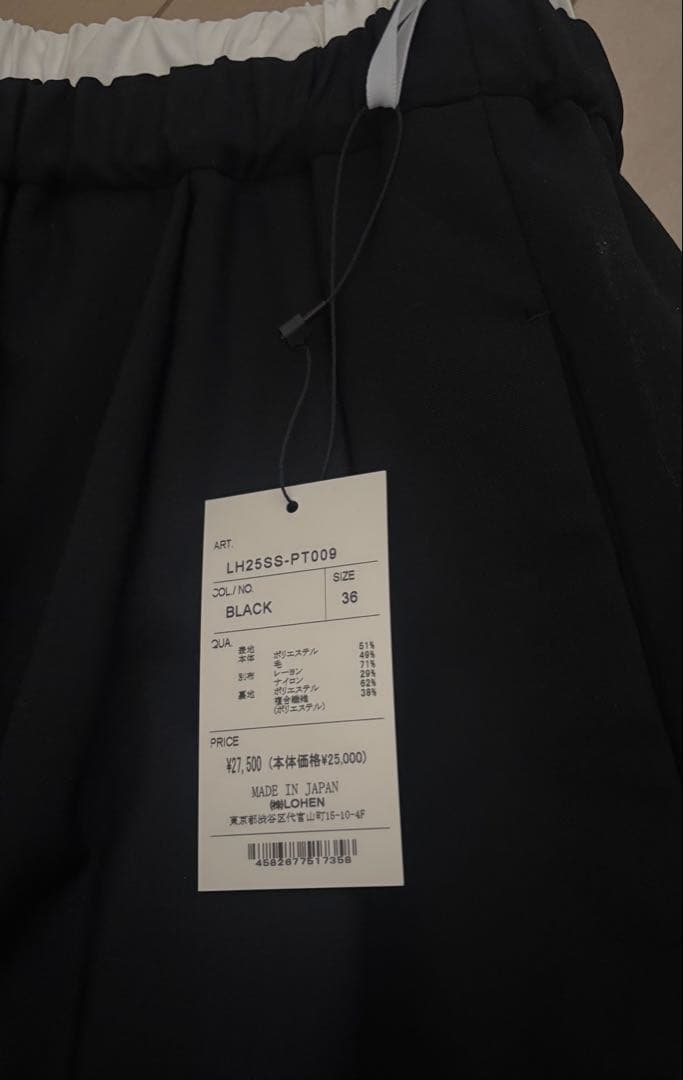 ART.
LH25SS-PT009
COL./NO. SIZE
BLACK 36
QUA.
表地
本体 ポリエステル 51%
毛 49%
別布 レーヨン 71%
ナイロン 29%
裏地 ポリエステル 62%
複合繊維 38%
(ポリエステル)
PRICE
¥27,500 (本体価格¥25,000)
MADE IN JAPAN
㈱LOHEN
東京都渋谷区代官山町15-10-4F
4582677517358